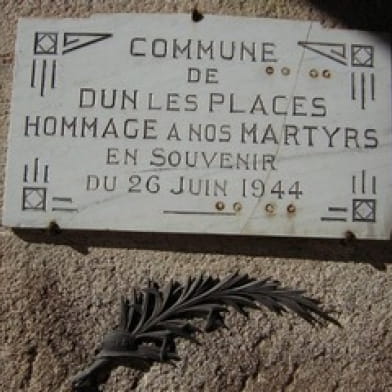 COMMUNE
DE
DUN LES PLACES
HOMMAGE A NOS MARTYRS
EN SOUVENIR
DU 26 JUIN 1944